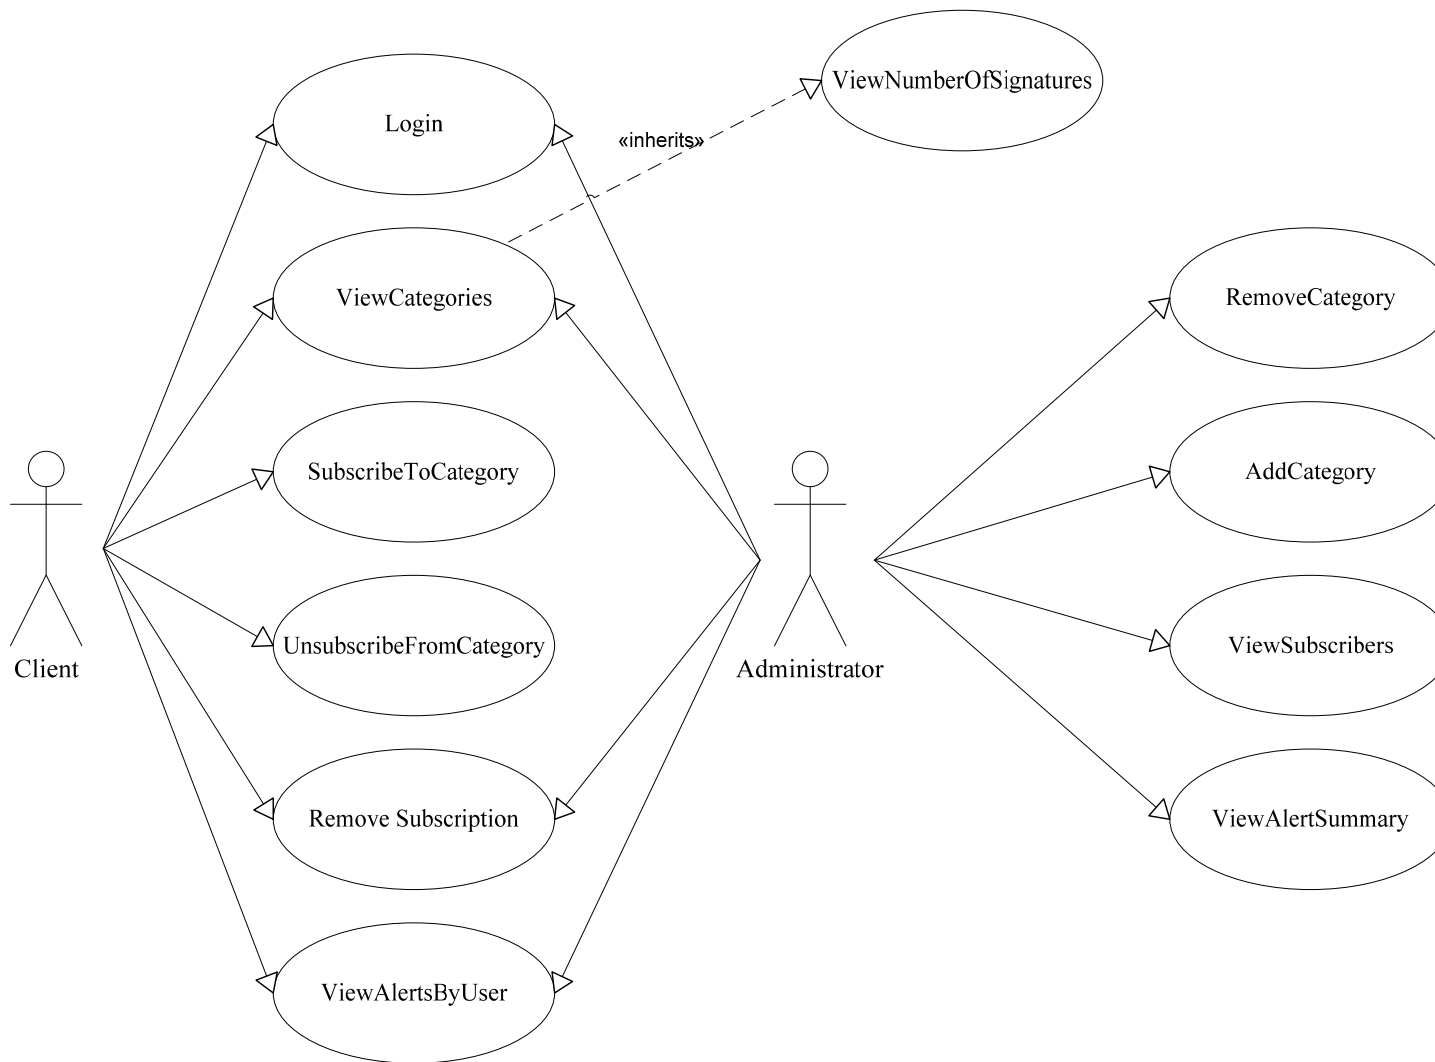 ViewNumberOfSignatures
Login
«inherits»
ViewCategories
RemoveCategory
SubscribeToCategory
AddCategory
UnsubscribeFromCategory
ViewSubscribers
Client
Administrator
Remove Subscription
ViewAlertSummary
ViewAlertsByUser